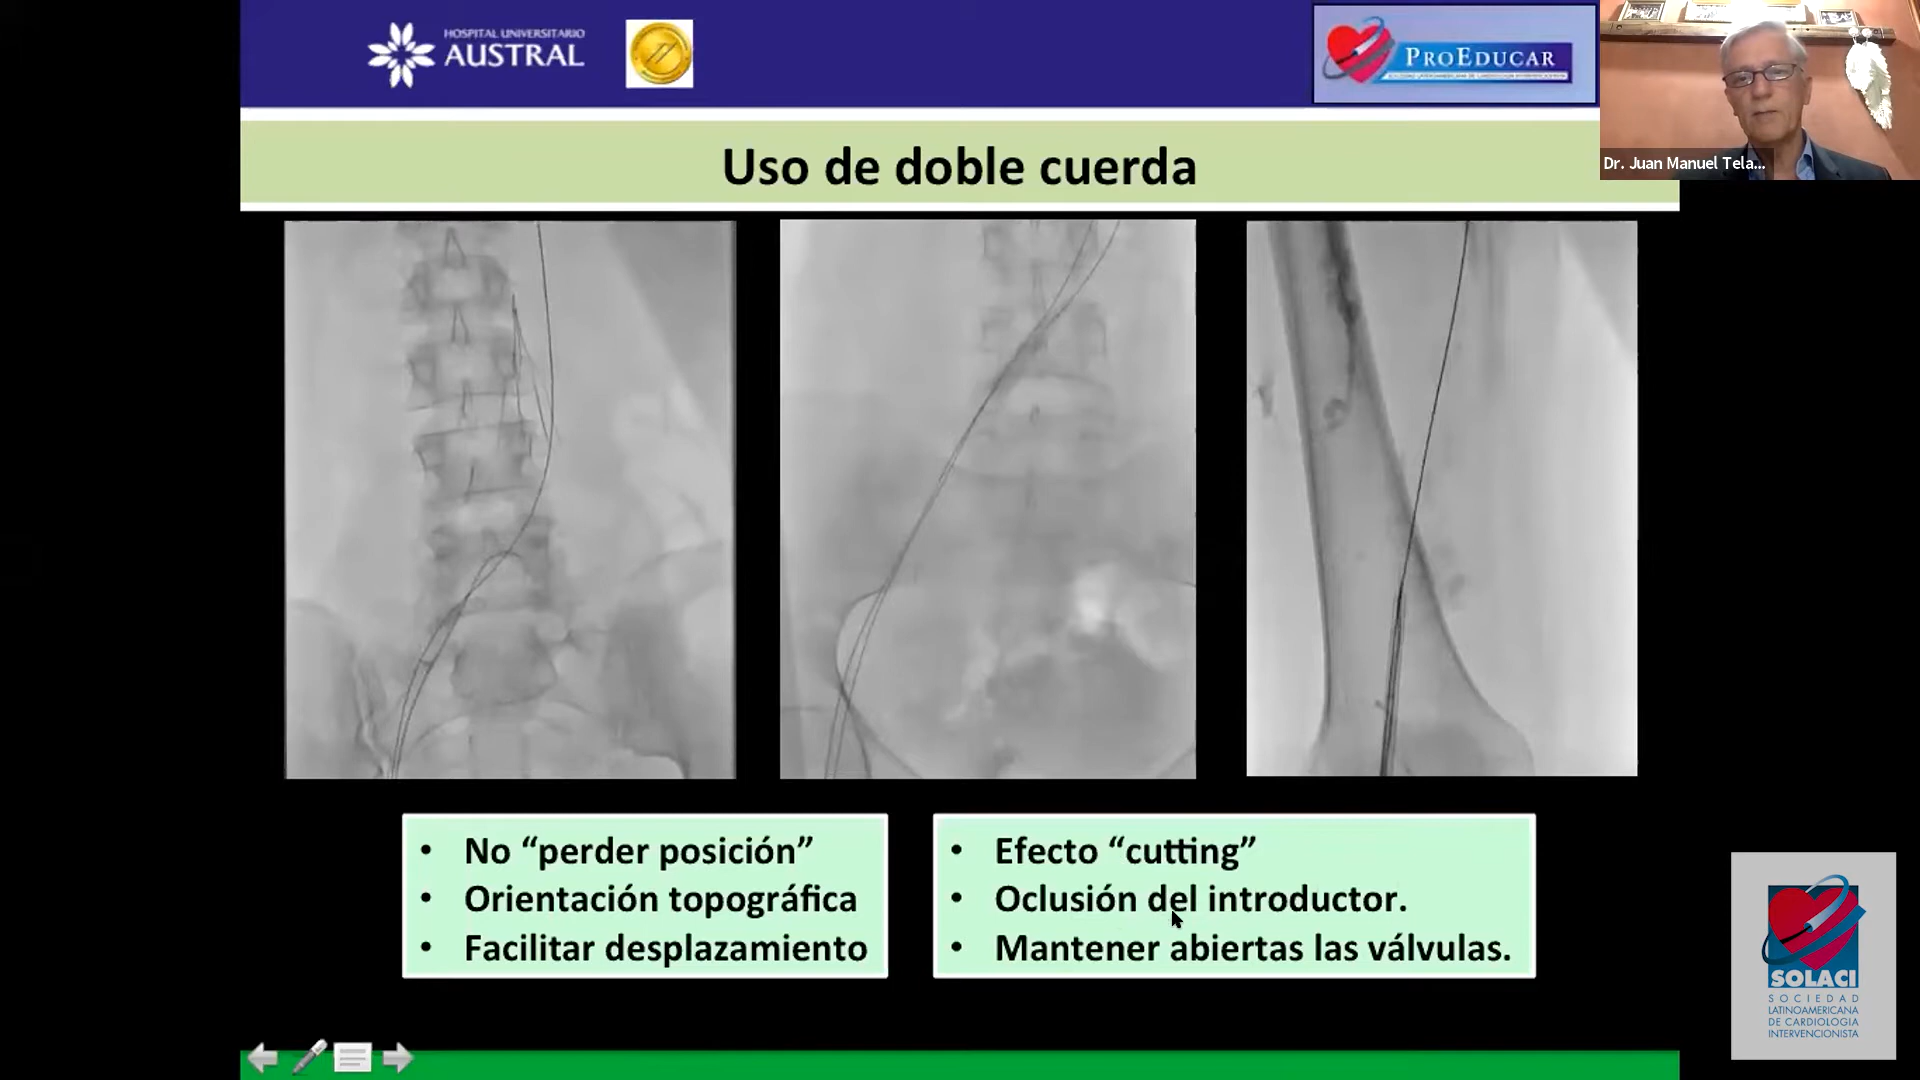 HOSPITAL UNIVERSITARIO
AUSTRAL
PROEDUCAR
Dr. Juan Manuel Tela...
Uso de doble cuerda
• No “perder posición”
• Orientación topográfica
• Facilitar desplazamiento
• Efecto “cutting”
• Oclusión del introductor.
• Mantener abiertas las válvulas.
SOLACI
SOCIEDAD
LATINOAMERICANA
DE CARDIOLOGIA
INTERVENCIONISTA